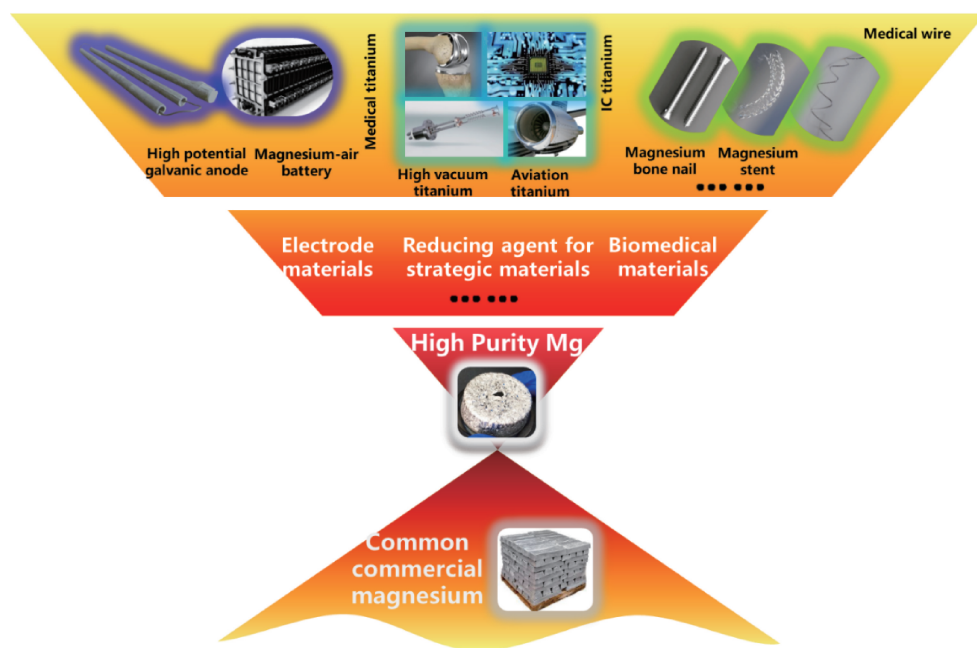 Medical wire
High potential
galvanic anode
Magnesium-air
battery
Medical titanium
High vacuum
titanium
Aviation
titanium
IC titanium
Magnesium
bone nail
Magnesium
stent
Electrode
materials
Reducing agent for
strategic materials
Biomedical
materials
High Purity Mg
Common
commercial
magnesium